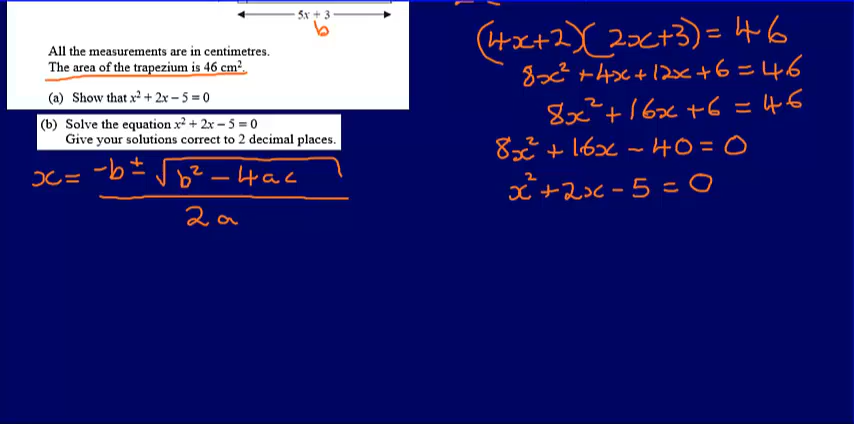 5x + 3
b
All the measurements are in centimetres.
The area of the trapezium is 46 cm².
(a) Show that x² + 2x – 5 = 0
(b) Solve the equation x² + 2x – 5 = 0
Give your solutions correct to 2 decimal places.
x = -b ± √b² - 4ac
2a
(4x+2)(2x+3) = 46
8x² + 4x + 12x + 6 = 46
8x² + 16x + 6 = 46
8x² + 16x - 40 = 0
x² + 2x - 5 = 0